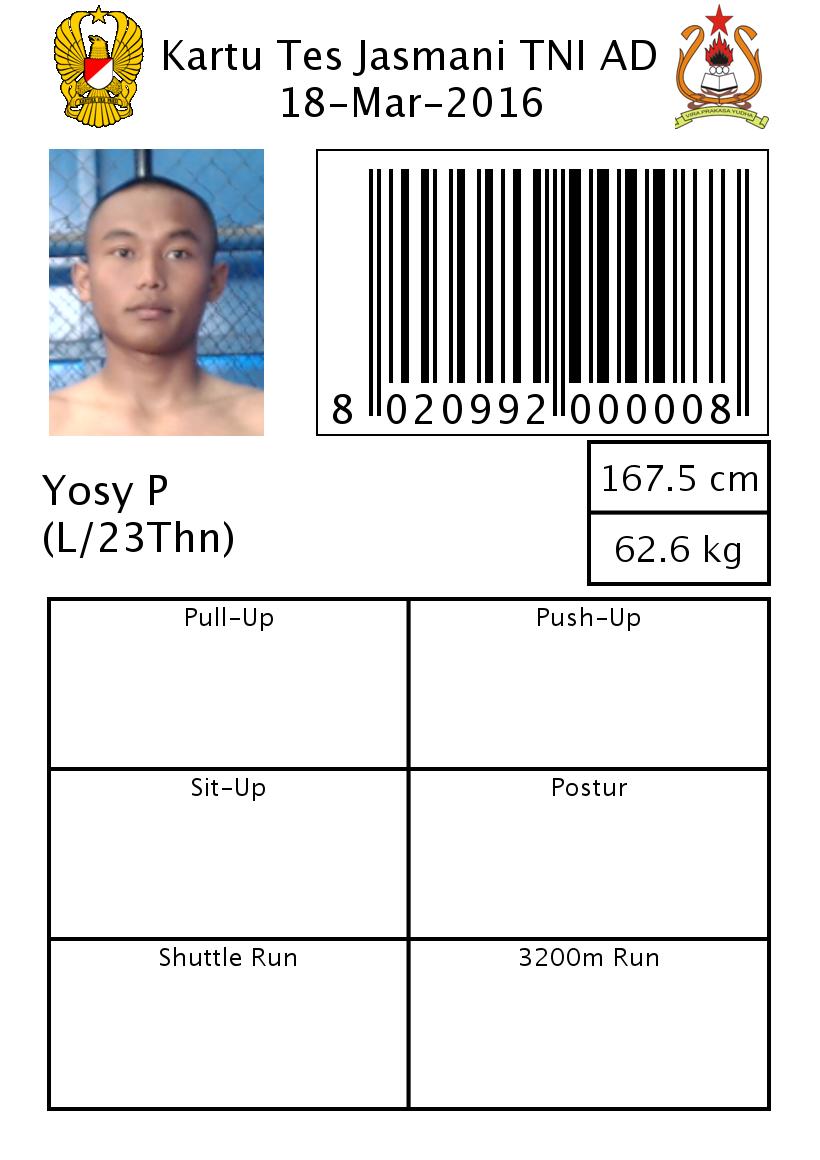 Kartu Tes Jasmani TNI AD
18-Mar-2016
VIRA PRAKASA YUDHA
8 020992 000008
167.5 cm
62.6 kg
Yosy P
(L/23Thn)
Pull-Up
Push-Up
Sit-Up
Postur
Shuttle Run
3200m Run